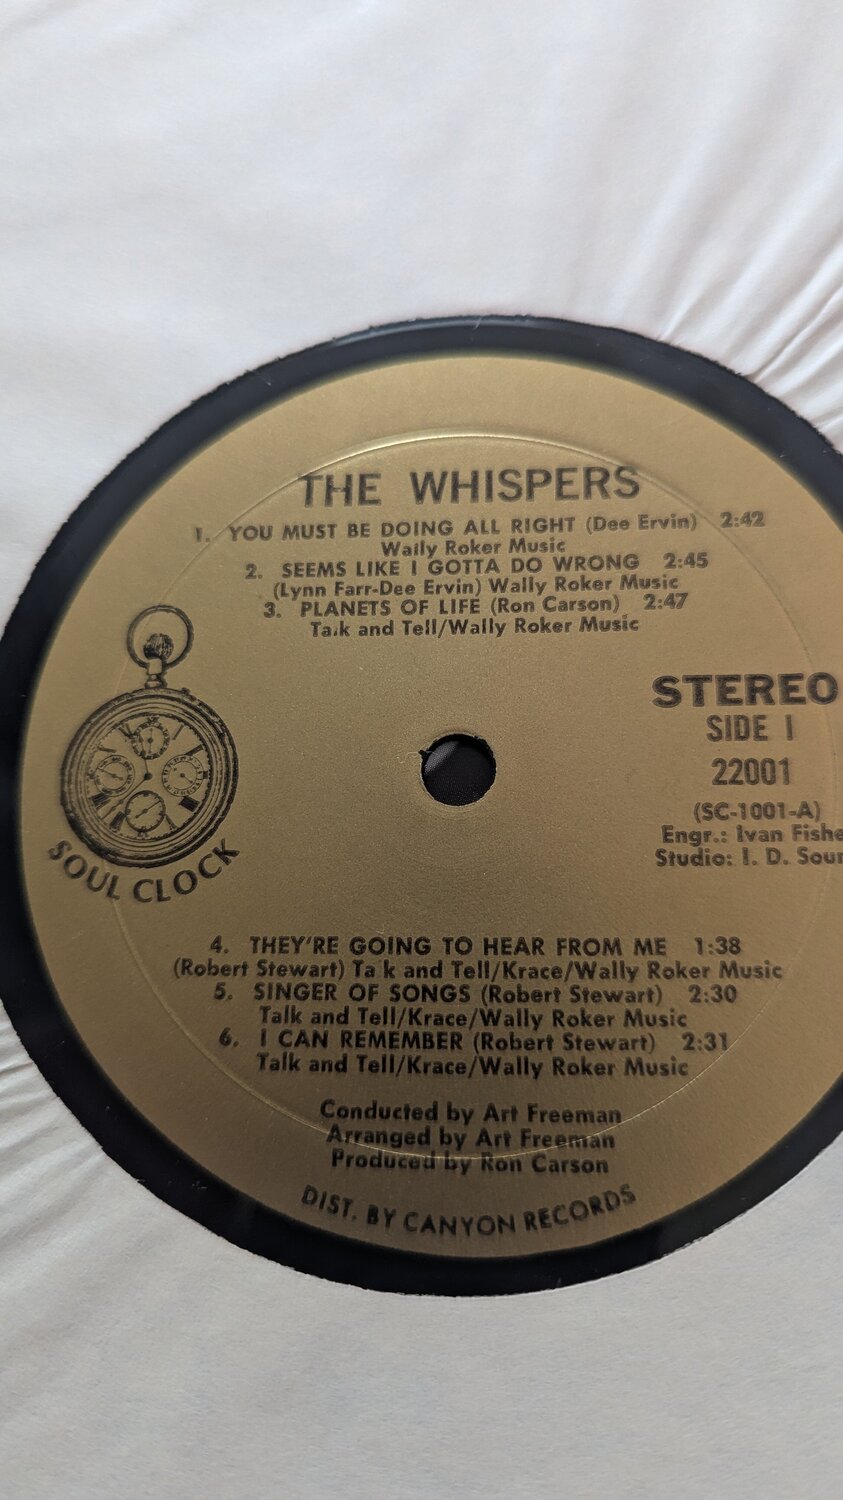 THE WHISPERS
1. YOU MUST BE DOING ALL RIGHT (Dee Ervin) 2:42
Wally Roker Music
2. SEEMS LIKE I GOTTA DO WRONG 2:45
(Lynn Farr-Dee Ervin) Wally Roker Music
3. PLANETS OF LIFE (Ron Carson) 2:47
Talk and Tell/Wally Roker Music
STEREO
SIDE I
22001
(SC-1001-A)
Engr.: Ivan Fishe
Studio: I. D. Soun
SOUL CLOCK
4. THEY'RE GOING TO HEAR FROM ME 1:38
(Robert Stewart) Talk and Tell/Krace/Wally Roker Music
5. SINGER OF SONGS (Robert Stewart) 2:30
Talk and Tell/Krace/Wally Roker Music
6. I CAN REMEMBER (Robert Stewart) 2:31
Talk and Tell/Krace/Wally Roker Music
Conducted by Art Freeman
Arranged by Art Freeman
Produced by Ron Carson
DIST. BY CANYON RECORDS